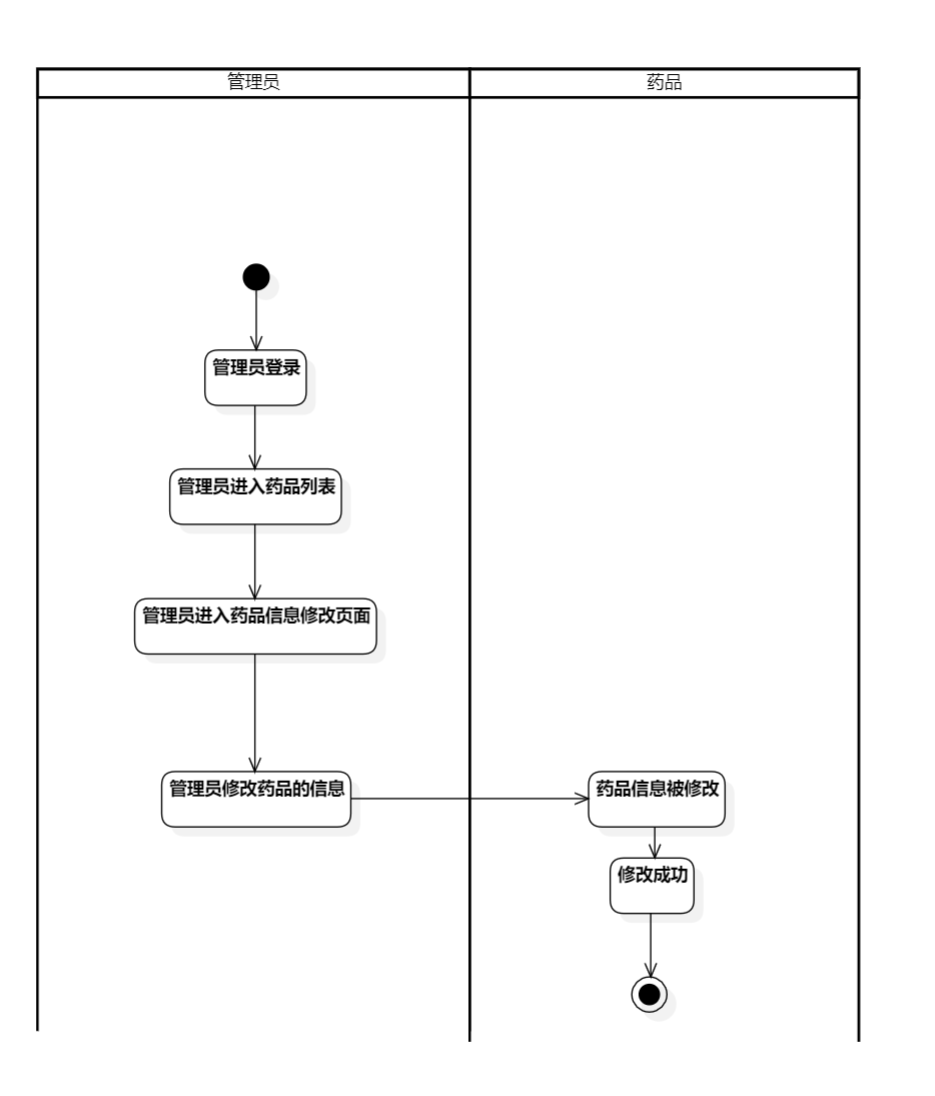 管理员
药品
管理员登录
管理员进入药品列表
管理员进入药品信息修改页面
管理员修改药品的信息
药品信息被修改
修改成功